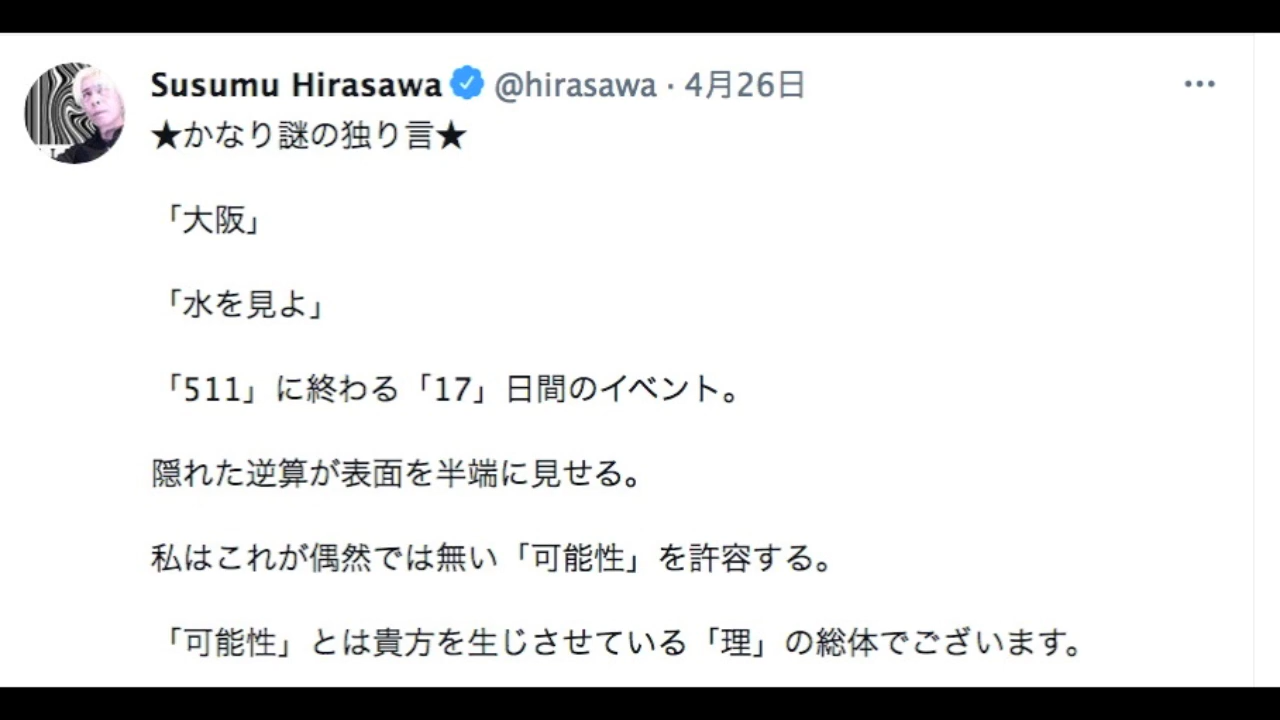 Susumu Hirasawa @hirasawa · 4月26日
★かなり謎の独り言★
「大阪」
「水を見よ」
「511」に終わる「17」日間のイベント。
隠れた逆算が表面を半端に見せる。
私はこれが偶然では無い「可能性」を許容する。
「可能性」とは貴方を生じさせている「理」の総体でございます。